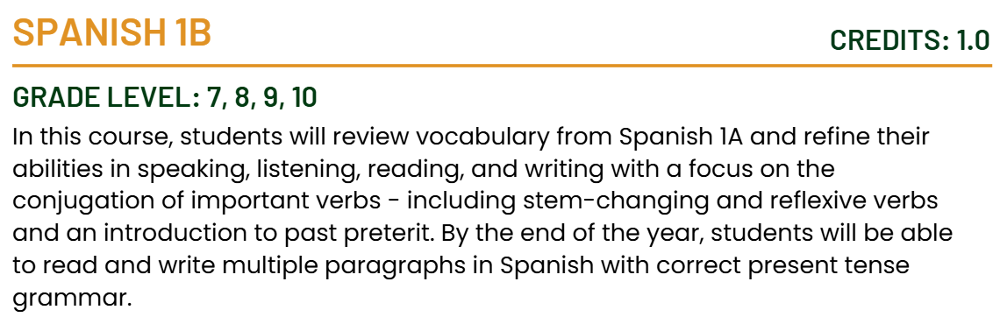 SPANISH 1B
CREDITS: 1.0
GRADE LEVEL: 7, 8, 9, 10
In this course, students will review vocabulary from Spanish 1A and refine their
abilities in speaking, listening, reading, and writing with a focus on the
conjugation of important verbs - including stem-changing and reflexive verbs
and an introduction to past preterit. By the end of the year, students will be able
to read and write multiple paragraphs in Spanish with correct present tense
grammar.